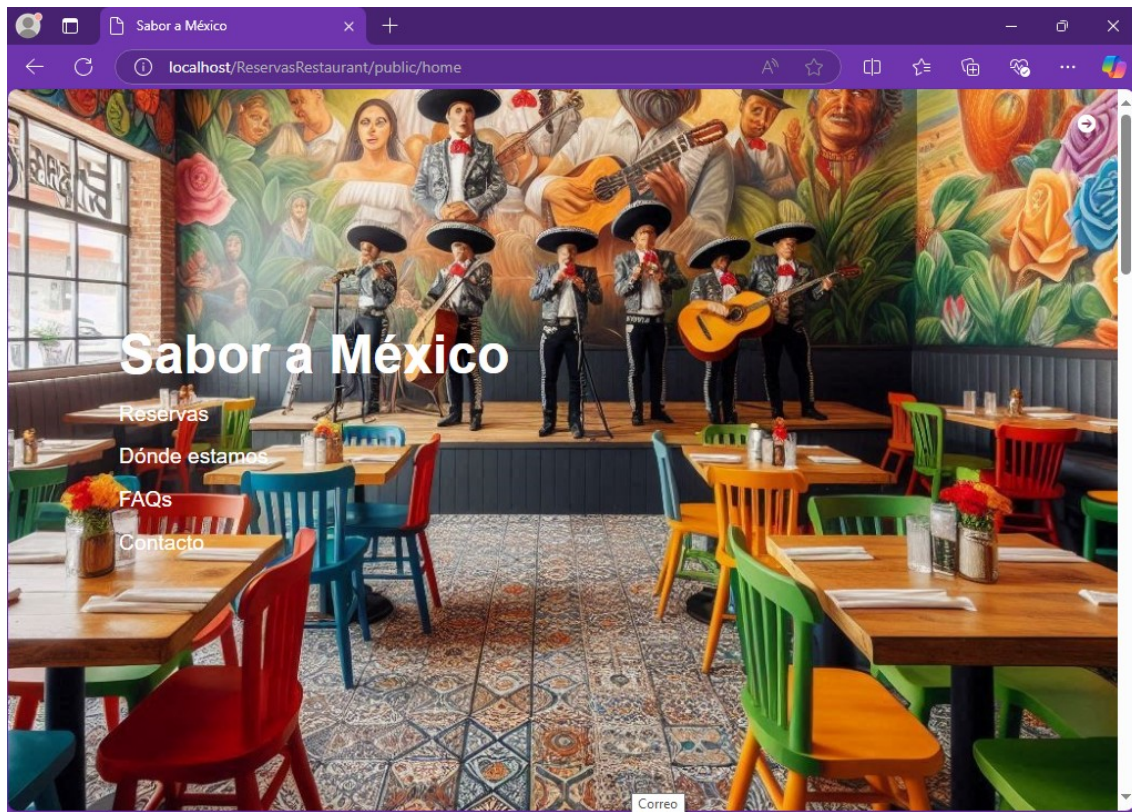 Sabor a México
localhost/ReservasRestaurant/public/home
Sabor a México
Reservas
Dónde estamos
FAQs
Contacto
Correo